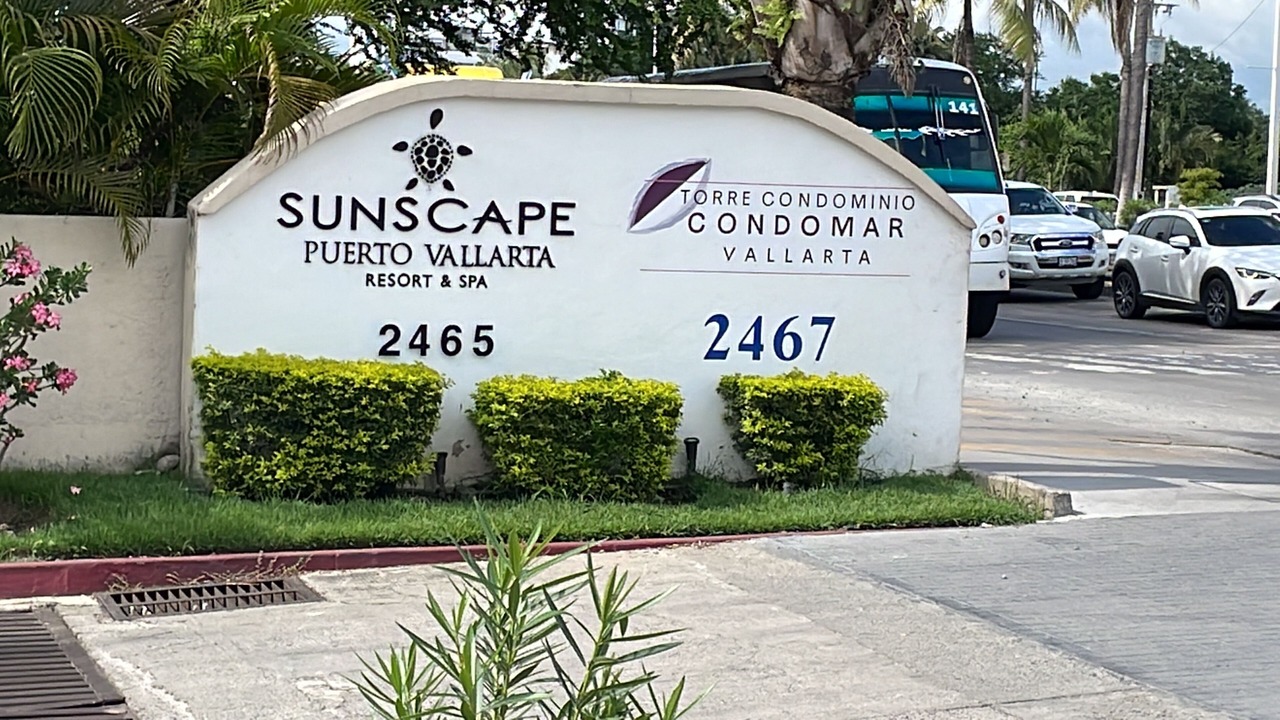 SUNSCAPE
PUERTO VALLARTA
RESORT & SPA
2465
TORRE CONDOMINIO
CONDOMAR
VALLARTA
2467
141